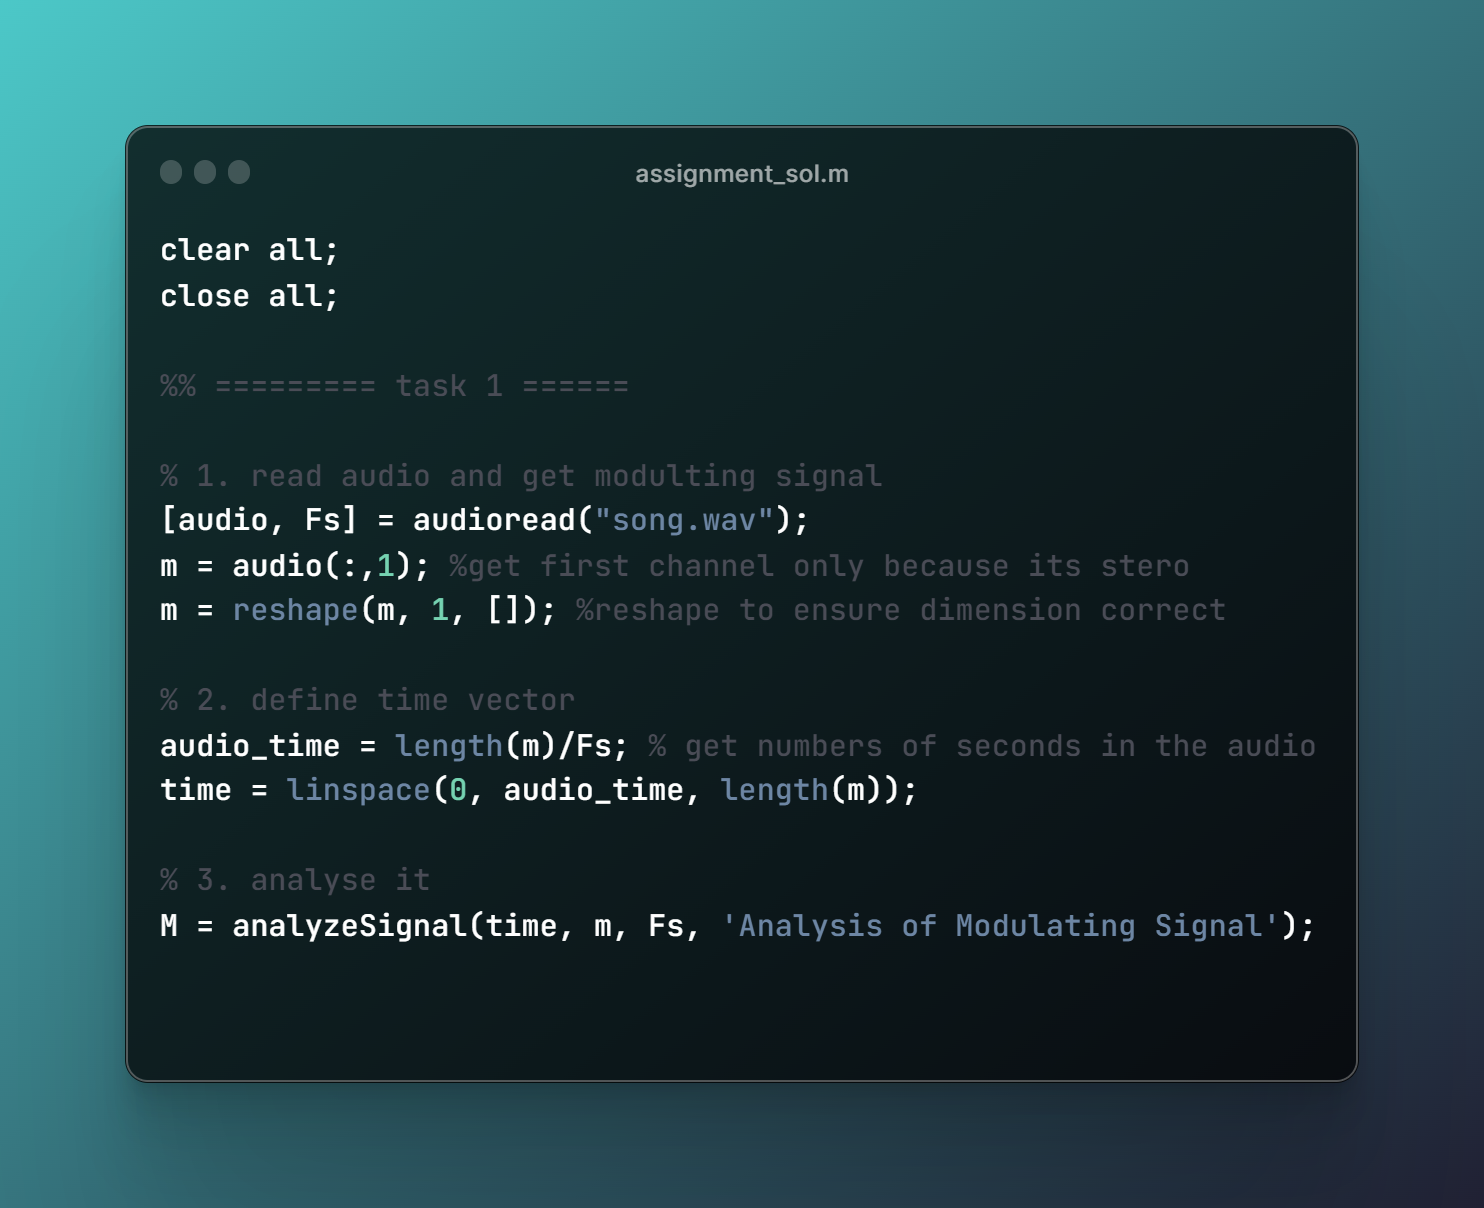 assignment_sol.m
clear all;
close all;
%% ========= task 1 ======
% 1. read audio and get modulting signal
[audio, Fs] = audioread("song.wav");
m = audio(:,1); %get first channel only because its stero
m = reshape(m, 1, []); %reshape to ensure dimension correct
% 2. define time vector
audio_time = length(m)/Fs; % get numbers of seconds in the audio
time = linspace(0, audio_time, length(m));
% 3. analyse it
M = analyzeSignal(time, m, Fs, 'Analysis of Modulating Signal');